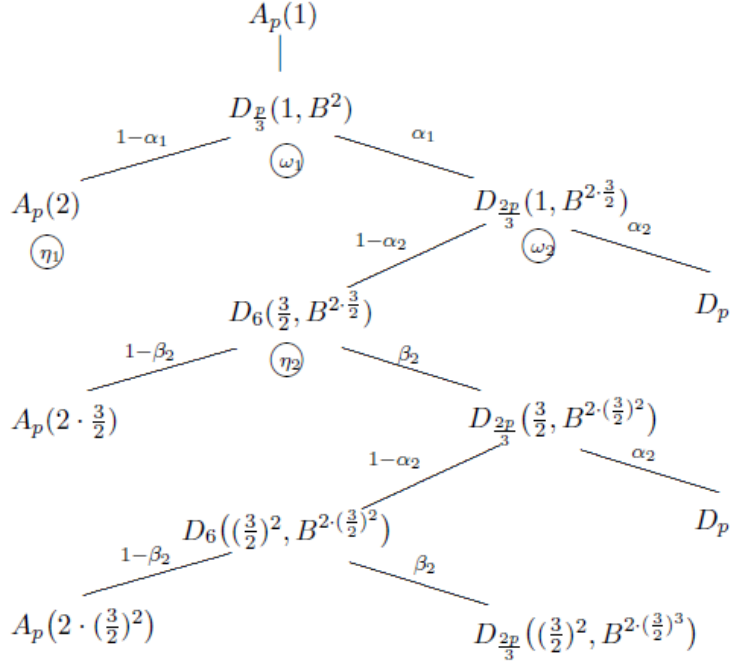 A_p(1)
D_{p/3}(1, B^2)
1−α_1
α_1
ω_1
A_p(2)
D_{2p/3}(1, B^{2·3/2})
η_1
1−α_2
ω_2
α_2
D_6(3/2, B^{2·3/2})
D_p
1−β_2
η_2
β_2
A_p(2 · 3/2)
D_{2p/3}(3/2, B^{2·(3/2)^2})
1−α_2
α_2
D_6((3/2)^2, B^{2·(3/2)^2})
D_p
1−β_2
β_2
A_p(2 · (3/2)^2)
D_{2p/3}((3/2)^2, B^{2·(3/2)^3})